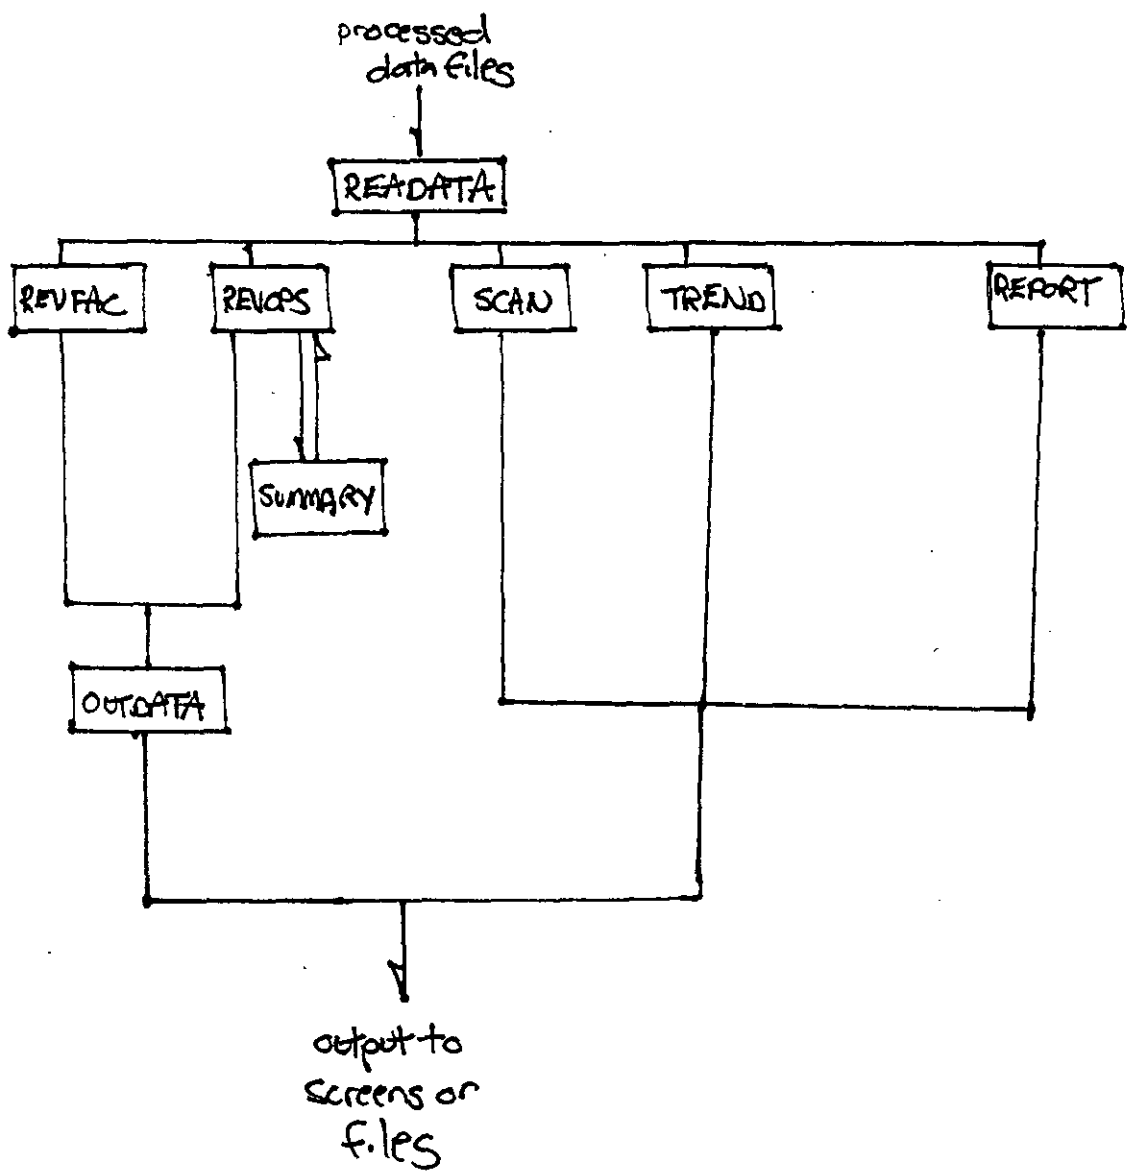 processed
data files
READATA
REVFAC
REVOPS
SCAN
TREND
REPORT
SUMMARY
OUTDATA
output to
screens or
files